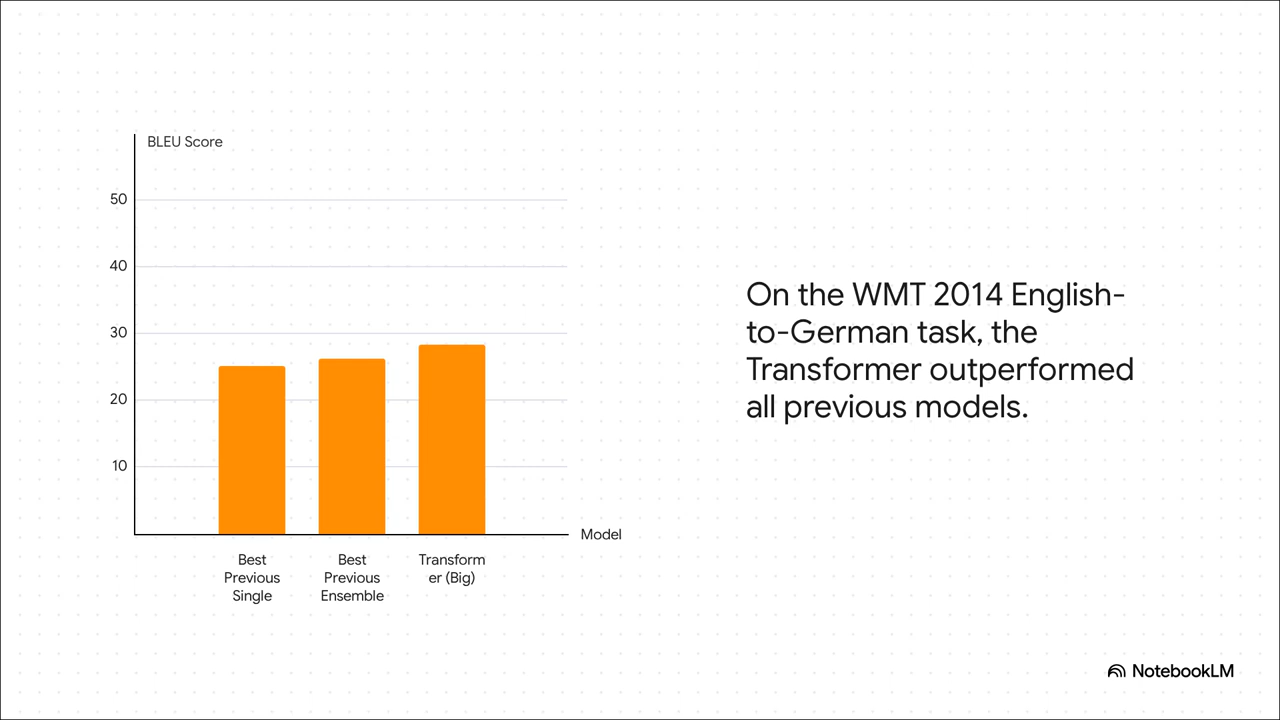 BLEU Score
50
40
30
20
10
Model
Best
Previous
Single
Best
Previous
Ensemble
Transform
er (Big)
On the WMT 2014 English-
to-German task, the
Transformer outperformed
all previous models.
NotebookLM